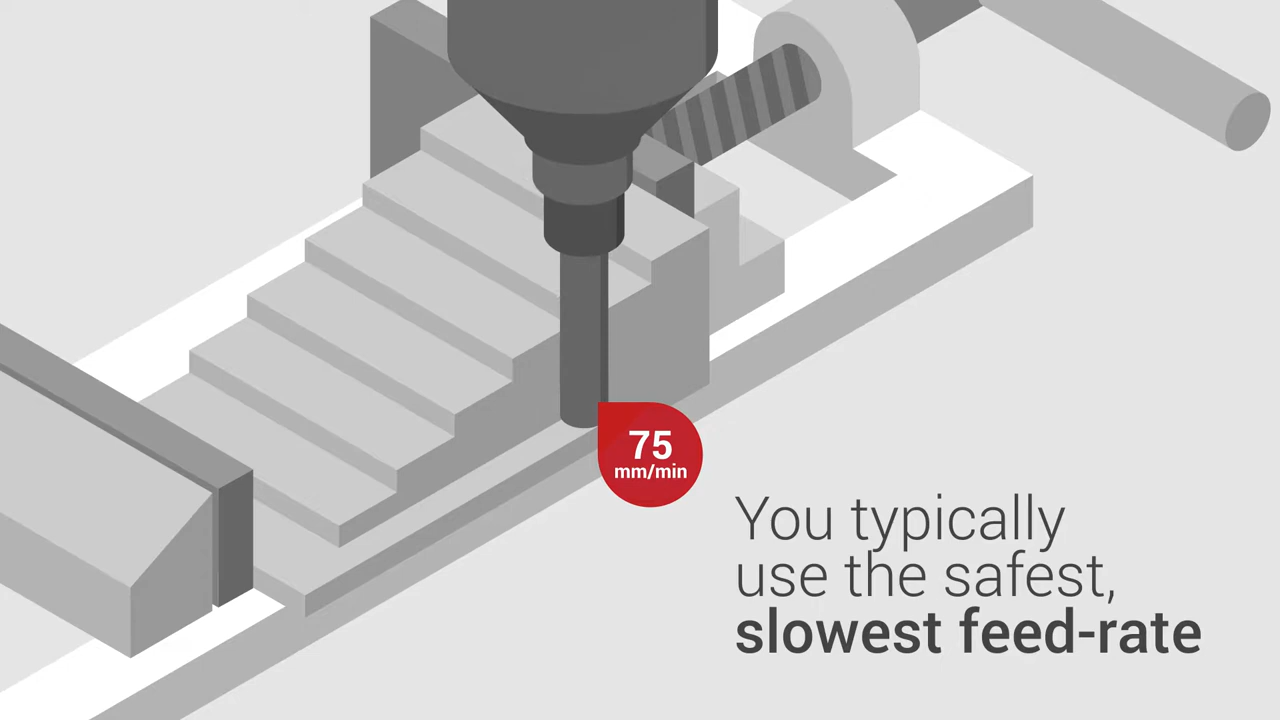 75
mm/min
You typically
use the safest,
slowest feed-rate